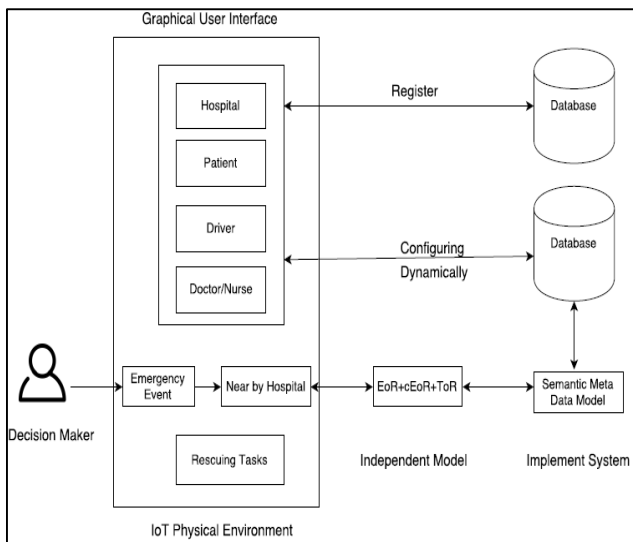 Graphical User Interface
Hospital
Register
Database
Patient
Driver
Database
Configuring
Dynamically
Doctor/Nurse
Emergency
Event
Near by Hospital
EoR+cEoR+ToR
Semantic Meta
Data Model
Decision Maker
Rescuing Tasks
Independent Model
Implement System
IoT Physical Environment